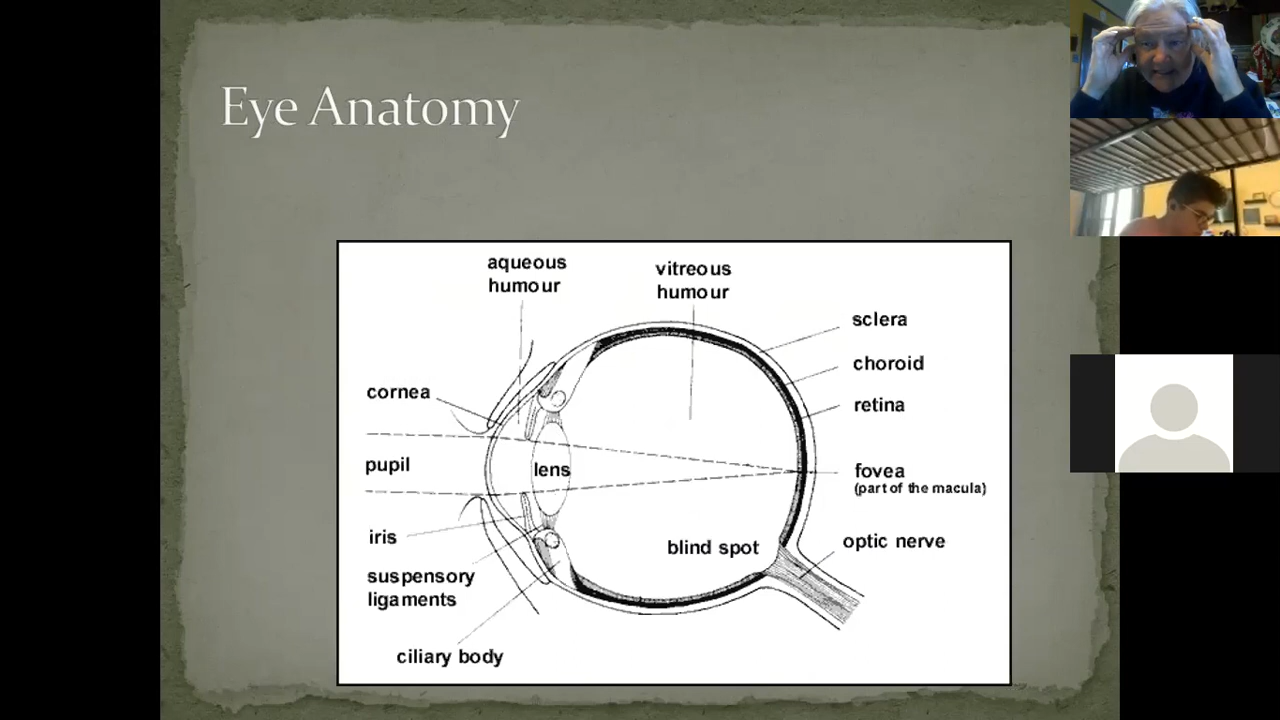 Eye Anatomy
aqueous
humour
vitreous
humour
sclera
choroid
cornea
retina
pupil
lens
fovea
(part of the macula)
iris
blind spot
optic nerve
suspensory
ligaments
ciliary body